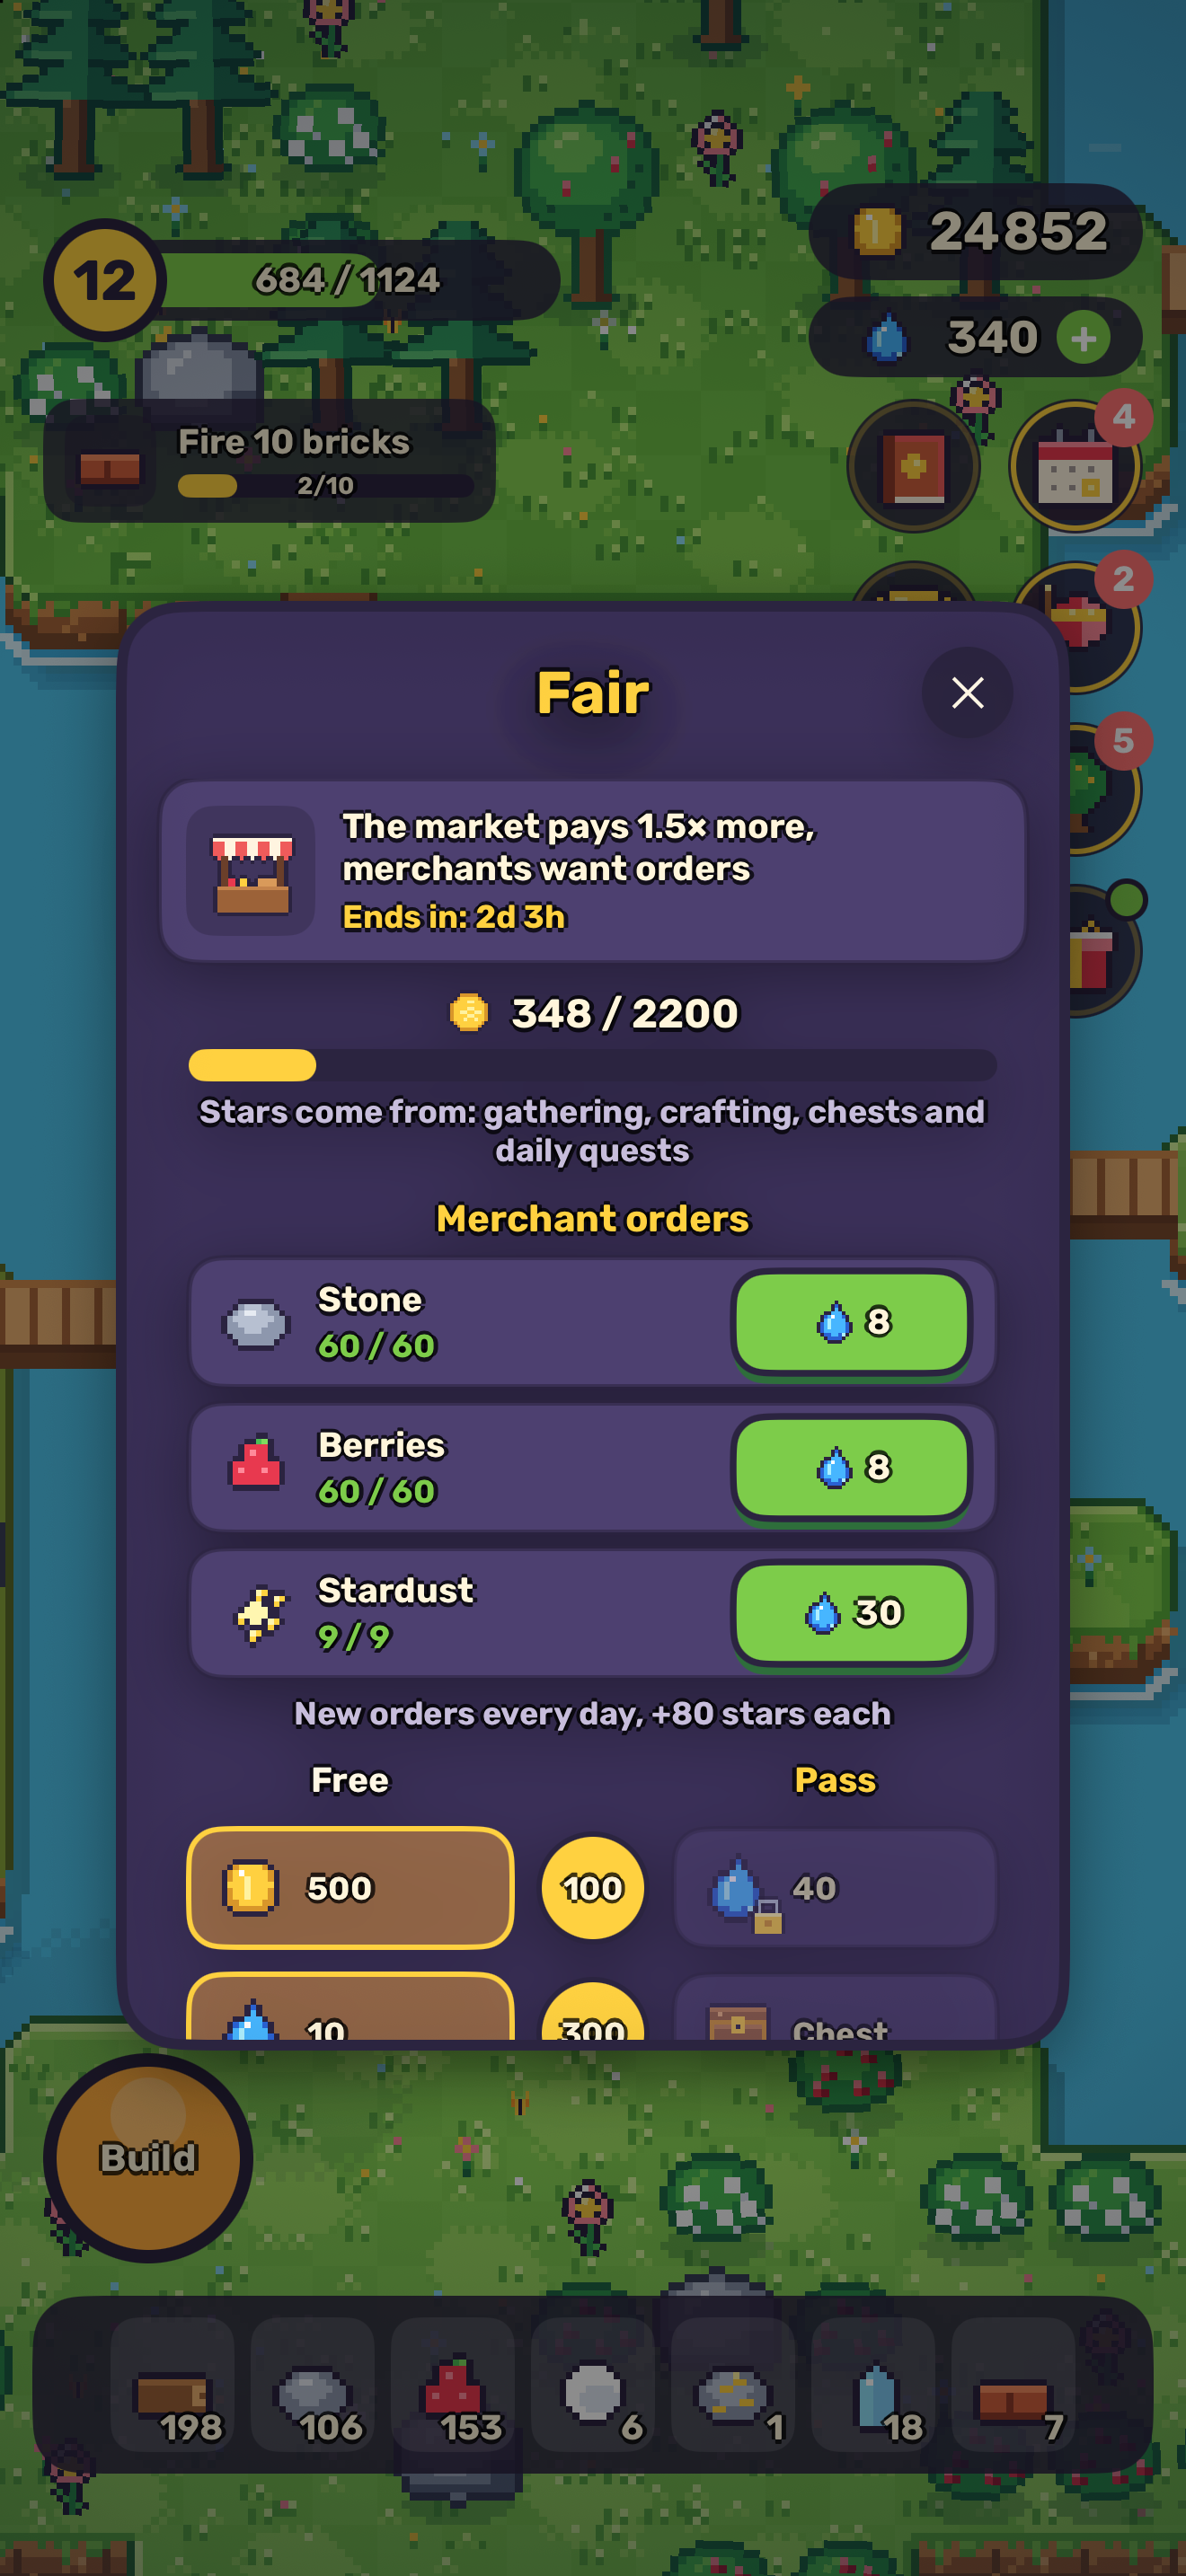 24852
12
684 / 1124
340
+
Fire 10 bricks
2/10
4
2
5
Fair
The market pays 1.5× more,
merchants want orders
Ends in: 2d 3h
348 / 2200
Stars come from: gathering, crafting, chests and
daily quests
Merchant orders
Stone
60 / 60
8
Berries
60 / 60
8
Stardust
9 / 9
30
New orders every day, +80 stars each
Free
Pass
500
100
40
10
300
Chest
Build
198
106
153
6
1
18
7